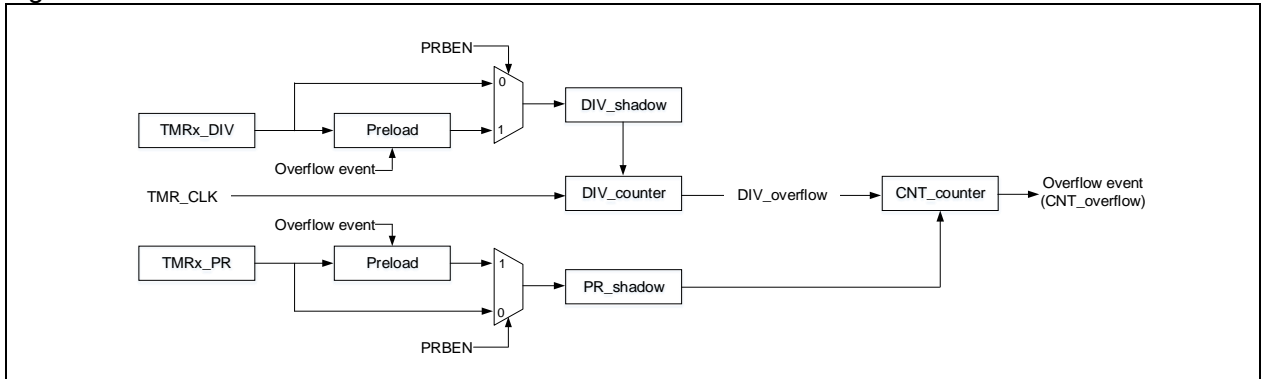 PRBEN
0
DIV_shadow
TMRx_DIV
Preload
1
Overflow event
TMR_CLK
DIV_counter
DIV_overflow
CNT_counter
Overflow event
(CNT_overflow)
Overflow event
TMRx_PR
Preload
1
PR_shadow
0
PRBEN